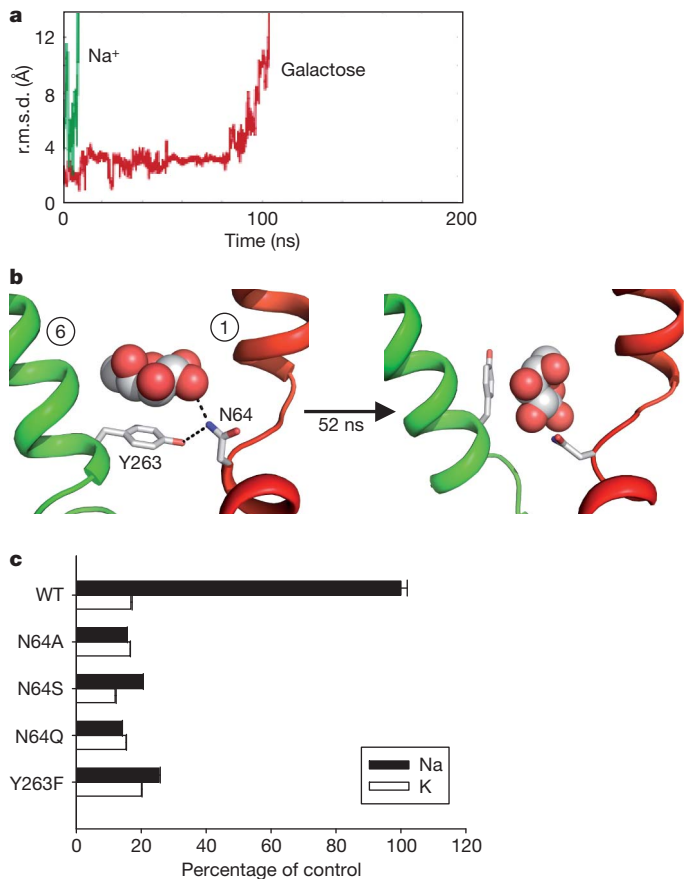 a
12
8
4
0
r.m.s.d. (Å)
Na+
Galactose
0
100
200
Time (ns)
b
6
1
N64
Y263
52 ns
c
WT
N64A
N64S
N64Q
Y263F
Na
K
0
20
40
60
80
100
120
Percentage of control